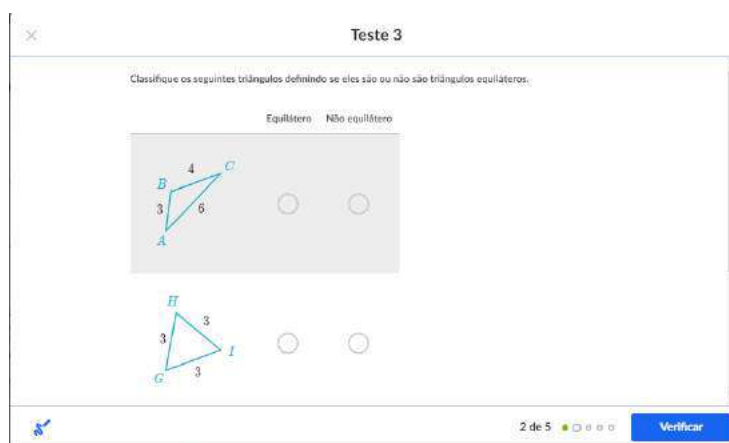 Teste 3
Classifique os seguintes triângulos definindo se eles são ou não são triângulos equiláteros.
Equilátero Não equilátero
4
C
B
3
6
A
H
3
3
I
3
G
2 de 5
Verificar